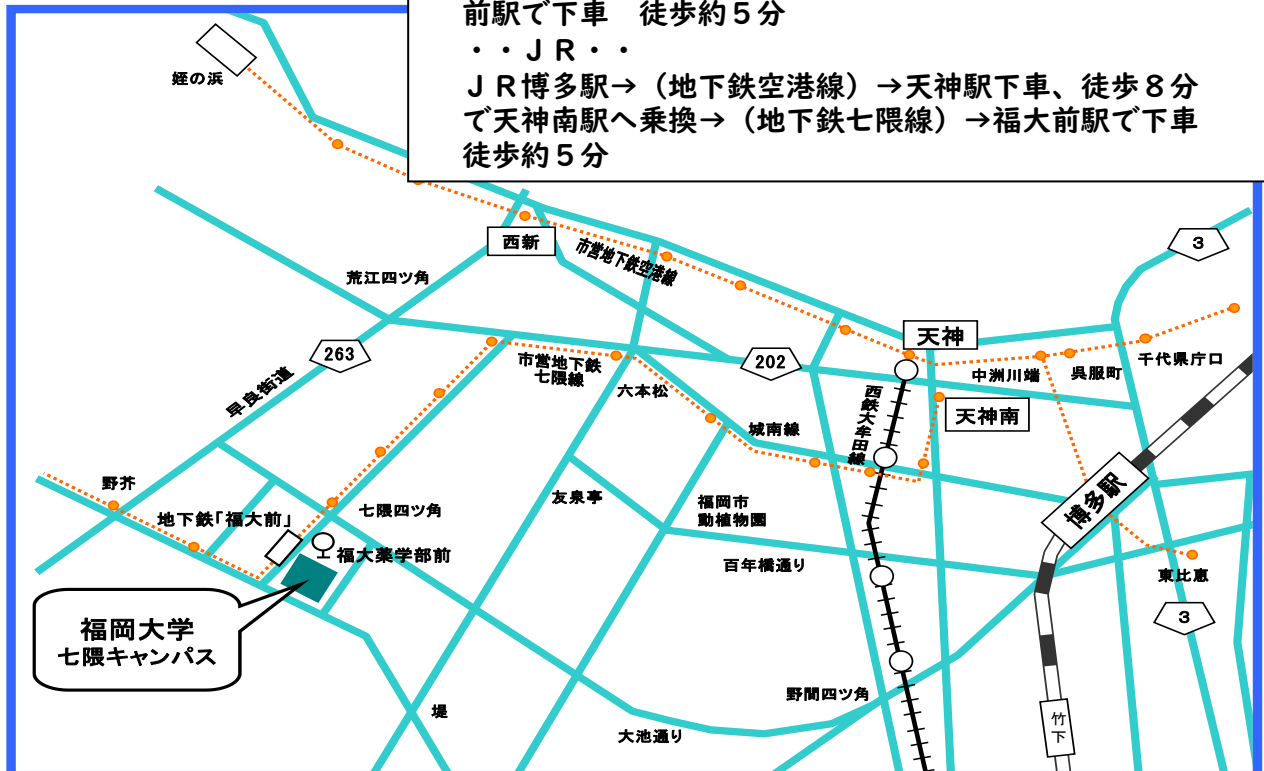 前駅で下車　徒歩約５分
・・ＪＲ・・
ＪＲ博多駅→（地下鉄空港線）→天神駅下車、徒歩８分
で天神南駅へ乗換→（地下鉄七隈線）→福大前駅で下車
徒歩約５分
姪の浜
西新
市営地下鉄空港線
3
荒江四ツ角
263
早良街道
市営地下鉄
七隈線
六本松
202
天神
中洲川端
呉服町
千代県庁口
西鉄大牟田線
天神南
城南線
博多駅
野芥
地下鉄「福大前」
七隈四ツ角
友泉亭
福岡市
動植物園
福大薬学部前
百年橋通り
東比恵
3
福岡大学
七隈キャンパス
野間四ツ角
堤
大池通り
竹下